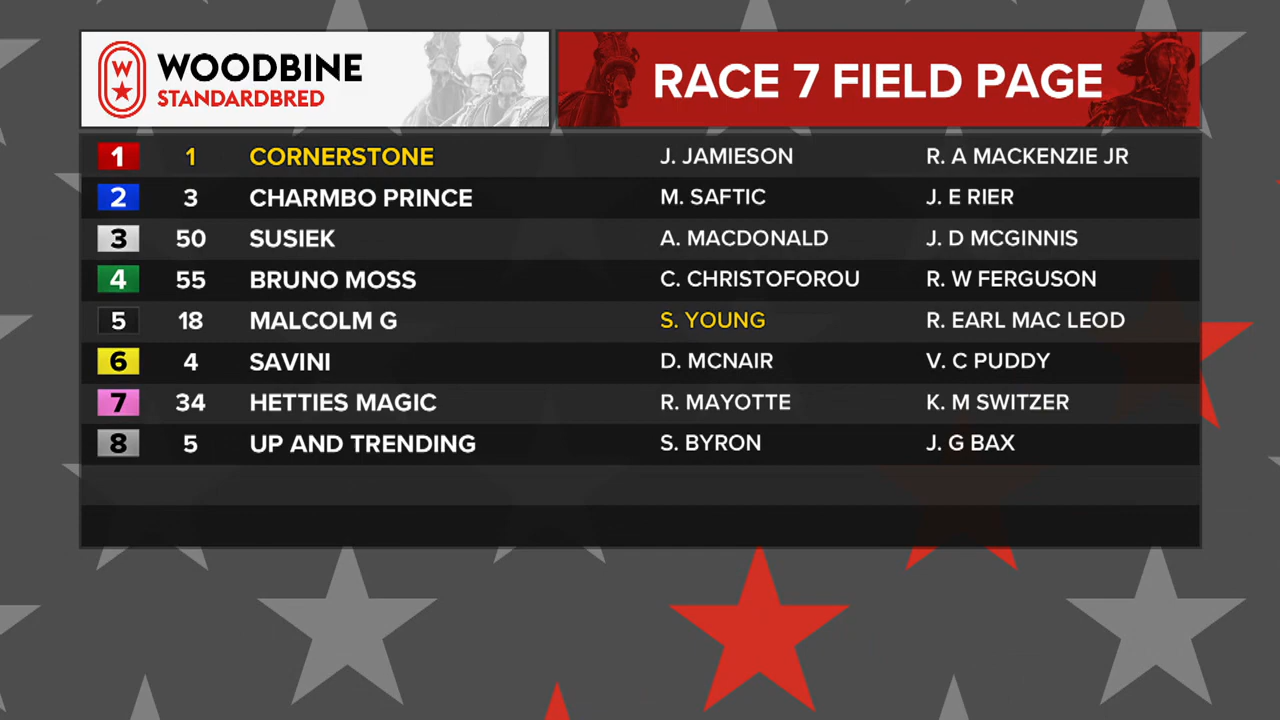 W
WOODBINE
STANDARDBRED
RACE 7 FIELD PAGE
1 1 CORNERSTONE J. JAMIESON R. A MACKENZIE JR
2 3 CHARMBO PRINCE M. SAFTIC J. E RIER
3 50 SUSIEK A. MACDONALD J. D MCGINNIS
4 55 BRUNO MOSS C. CHRISTOFOROU R. W FERGUSON
5 18 MALCOLM G S. YOUNG R. EARL MAC LEOD
6 4 SAVINI D. MCNAIR V. C PUDDY
7 34 HETTIES MAGIC R. MAYOTTE K. M SWITZER
8 5 UP AND TRENDING S. BYRON J. G BAX